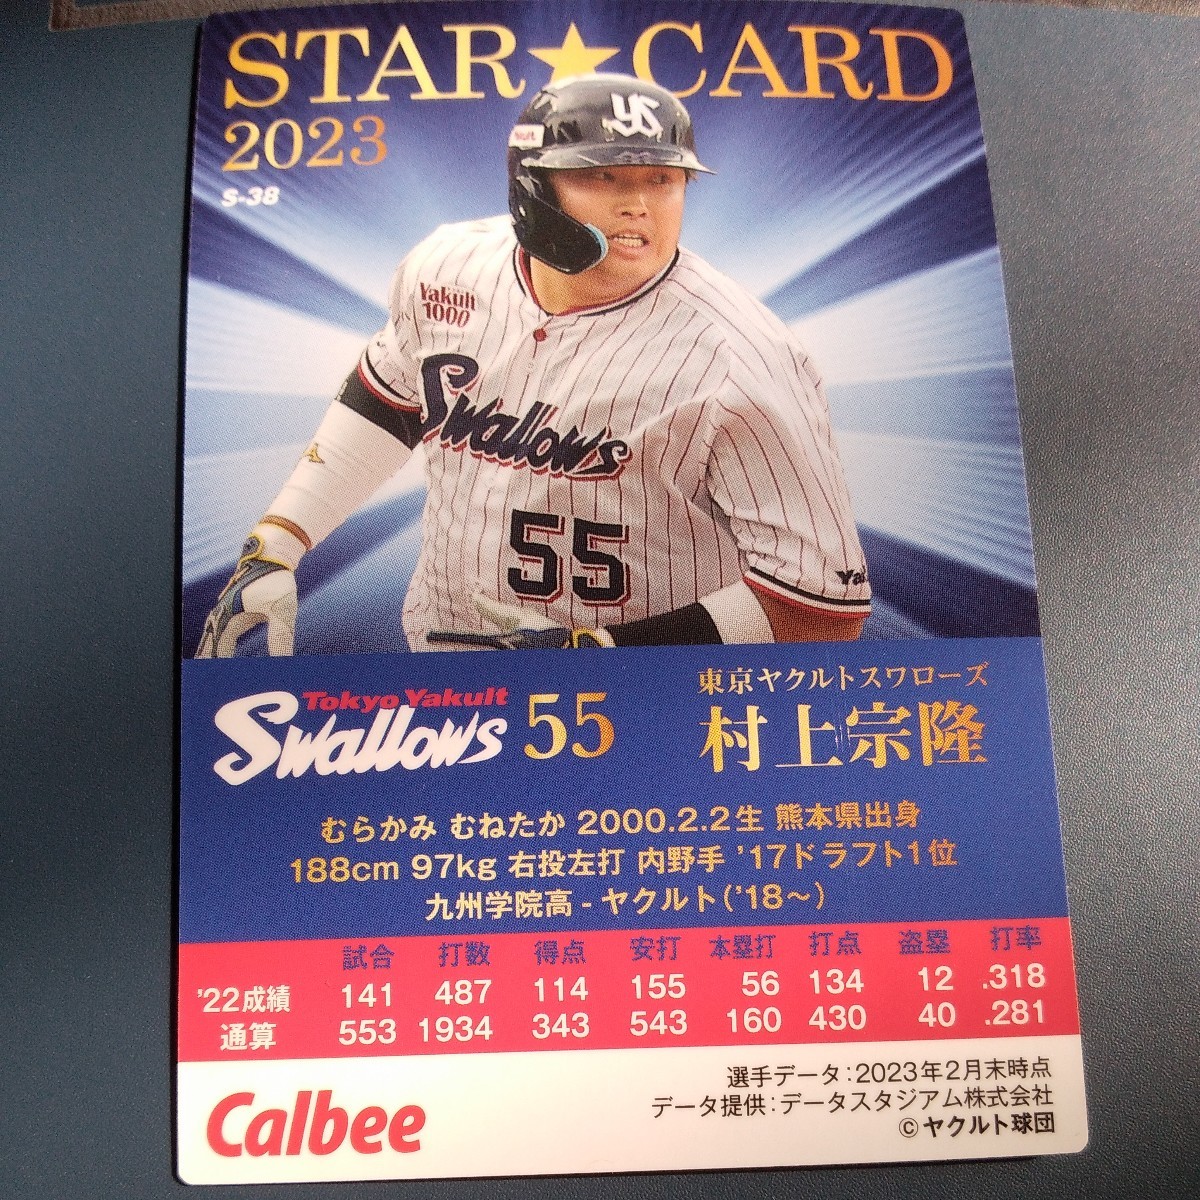 STAR★CARD
2023
S-38
YS
Yakult
1000
Swallows
55
Tokyo Yakult
Swallows 55
東京ヤクルトスワローズ
村上宗隆
むらかみ むねたか 2000.2.2生 熊本県出身
188cm 97kg 右投左打 内野手 '17ドラフト1位
九州学院高 - ヤクルト('18～)
試合 打数 得点 安打 本塁打 打点 盗塁 打率
'22成績 141 487 114 155 56 134 12 .318
通算 553 1934 343 543 160 430 40 .281
Calbee
選手データ:2023年2月末時点
データ提供:データスタジアム株式会社
©ヤクルト球団